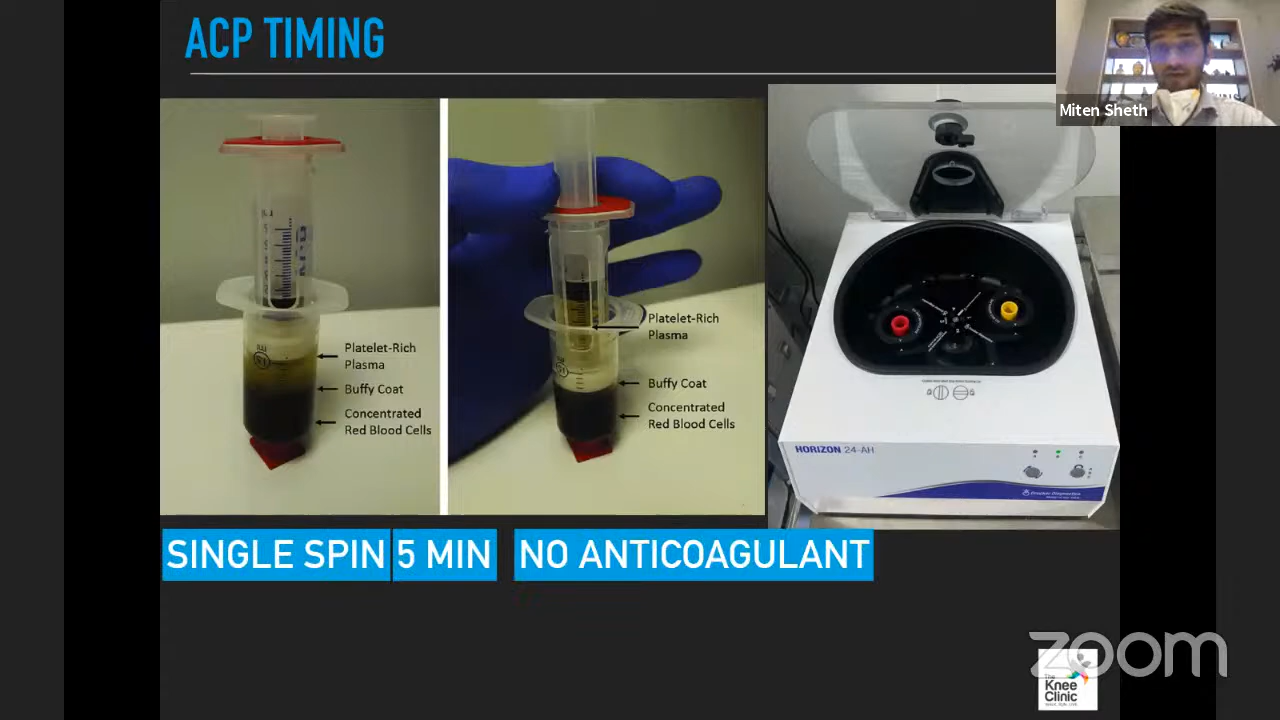 ACP TIMING
Miten Sheth
Platelet-Rich
Plasma
Buffy Coat
Concentrated
Red Blood Cells
Platelet-Rich
Plasma
Buffy Coat
Concentrated
Red Blood Cells
HORIZON 24-AH
SINGLE SPIN 5 MIN NO ANTICOAGULANT
zoom
The
Knee
Clinic